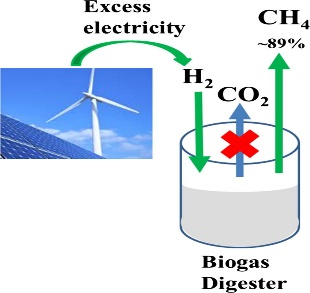 Excess
electricity
CH4
~89%
H2
CO2
Biogas
Digester